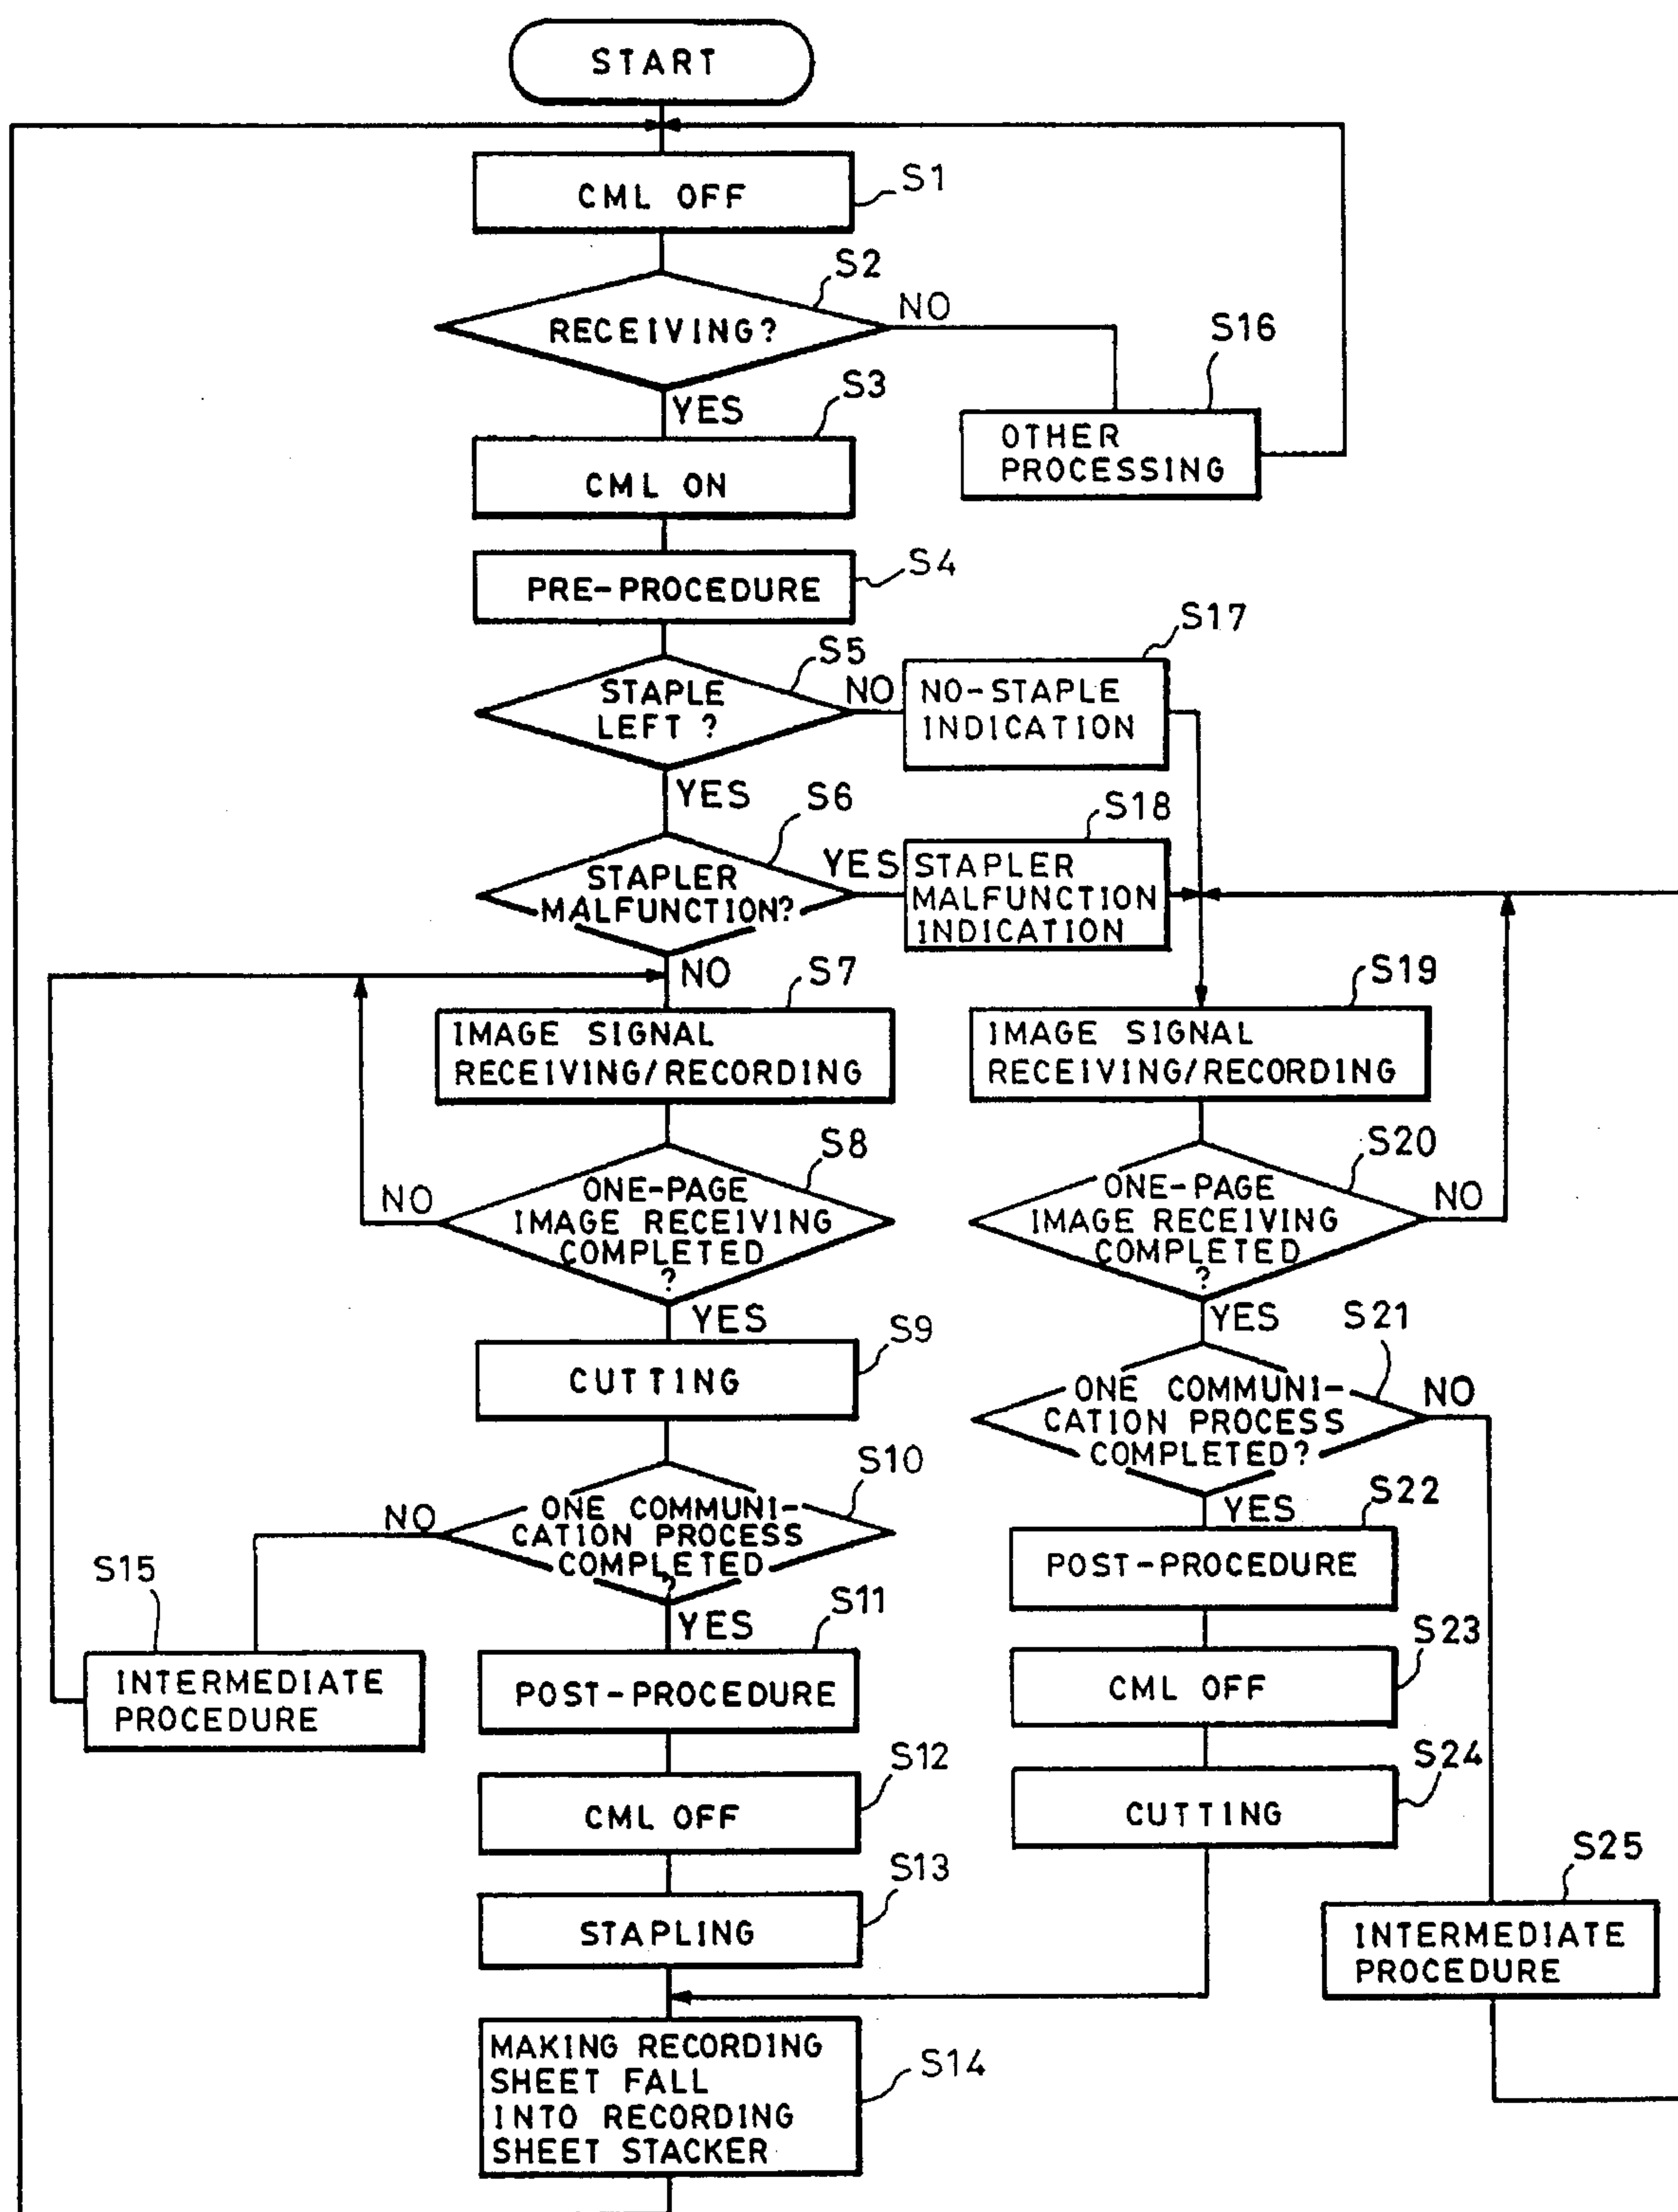 START
CML OFF
S1
RECEIVING?
S2
NO
YES
OTHER
PROCESSING
S16
CML ON
S3
PRE-PROCEDURE
S4
STAPLE
LEFT ?
S5
NO
YES
NO-STAPLE
INDICATION
S17
STAPLER
MALFUNCTION?
S6
YES
NO
STAPLER
MALFUNCTION
INDICATION
S18
IMAGE SIGNAL
RECEIVING/RECORDING
S7
ONE-PAGE
IMAGE RECEIVING
COMPLETED
?
S8
NO
YES
CUTTING
S9
ONE COMMUNI-
CATION PROCESS
COMPLETED
?
S10
NO
YES
INTERMEDIATE
PROCEDURE
S15
POST-PROCEDURE
S11
CML OFF
S12
STAPLING
S13
MAKING RECORDING
SHEET FALL
INTO RECORDING
SHEET STACKER
S14
IMAGE SIGNAL
RECEIVING/RECORDING
S19
ONE-PAGE
IMAGE RECEIVING
COMPLETED
?
S20
NO
YES
ONE COMMUNI-
CATION PROCESS
COMPLETED?
S21
NO
YES
POST-PROCEDURE
S22
CML OFF
S23
CUTTING
S24
INTERMEDIATE
PROCEDURE
S25